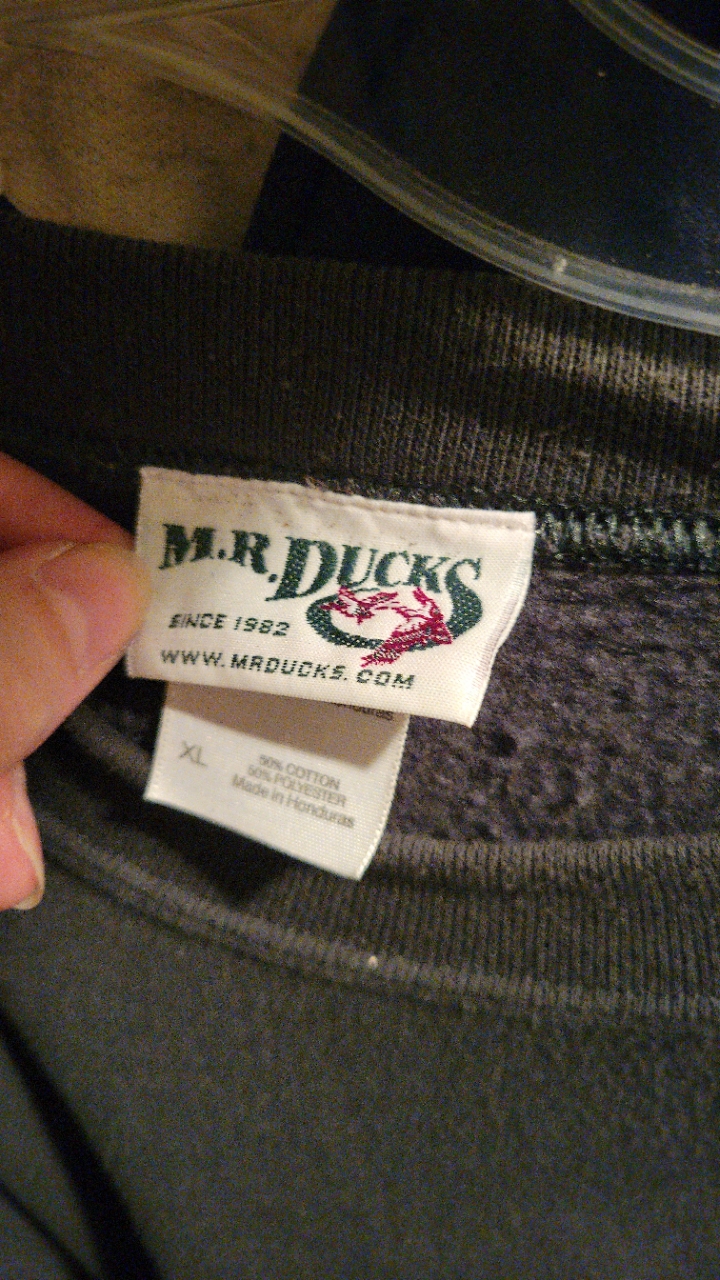 M.R. DUCKS
SINCE 1982
WWW.MRDUCKS.COM
XL
50% COTTON
50% POLYESTER
Made in Honduras